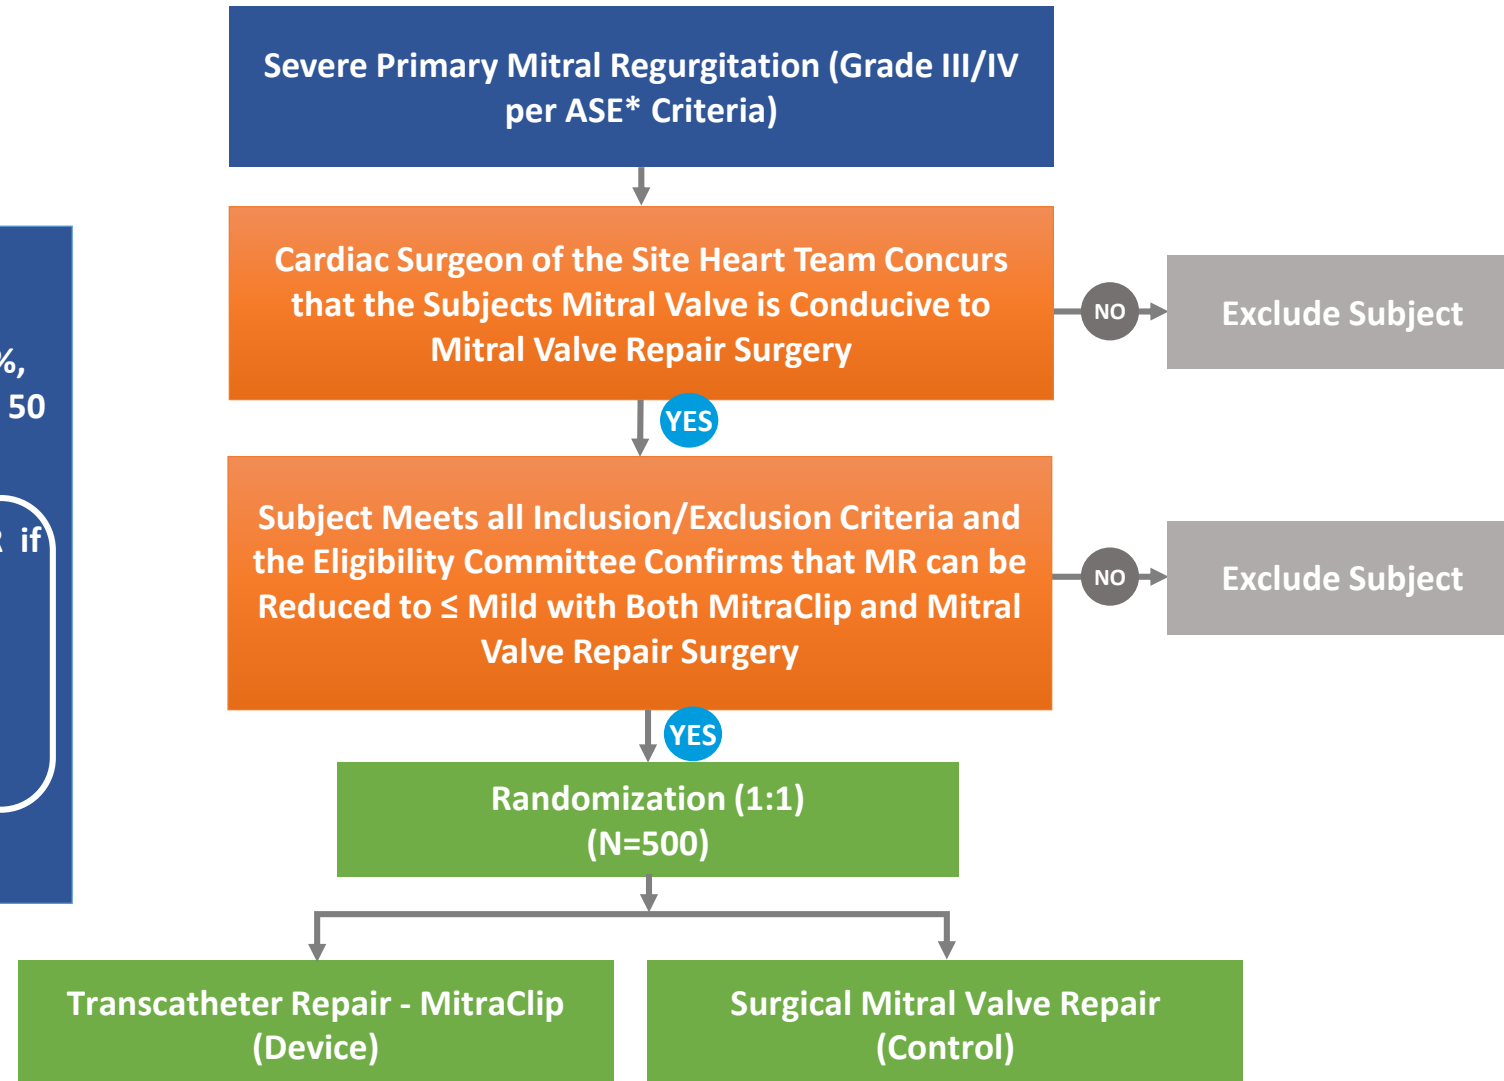 Severe Primary Mitral Regurgitation (Grade III/IV
per ASE* Criteria)
Cardiac Surgeon of the Site Heart Team Concurs
that the Subjects Mitral Valve is Conducive to
Mitral Valve Repair Surgery
NO
Exclude Subject
%,
50
YES
if
Subject Meets all Inclusion/Exclusion Criteria and
the Eligibility Committee Confirms that MR can be
Reduced to ≤ Mild with Both MitraClip and Mitral
Valve Repair Surgery
NO
Exclude Subject
YES
Randomization (1:1)
(N=500)
Transcatheter Repair - MitraClip
(Device)
Surgical Mitral Valve Repair
(Control)